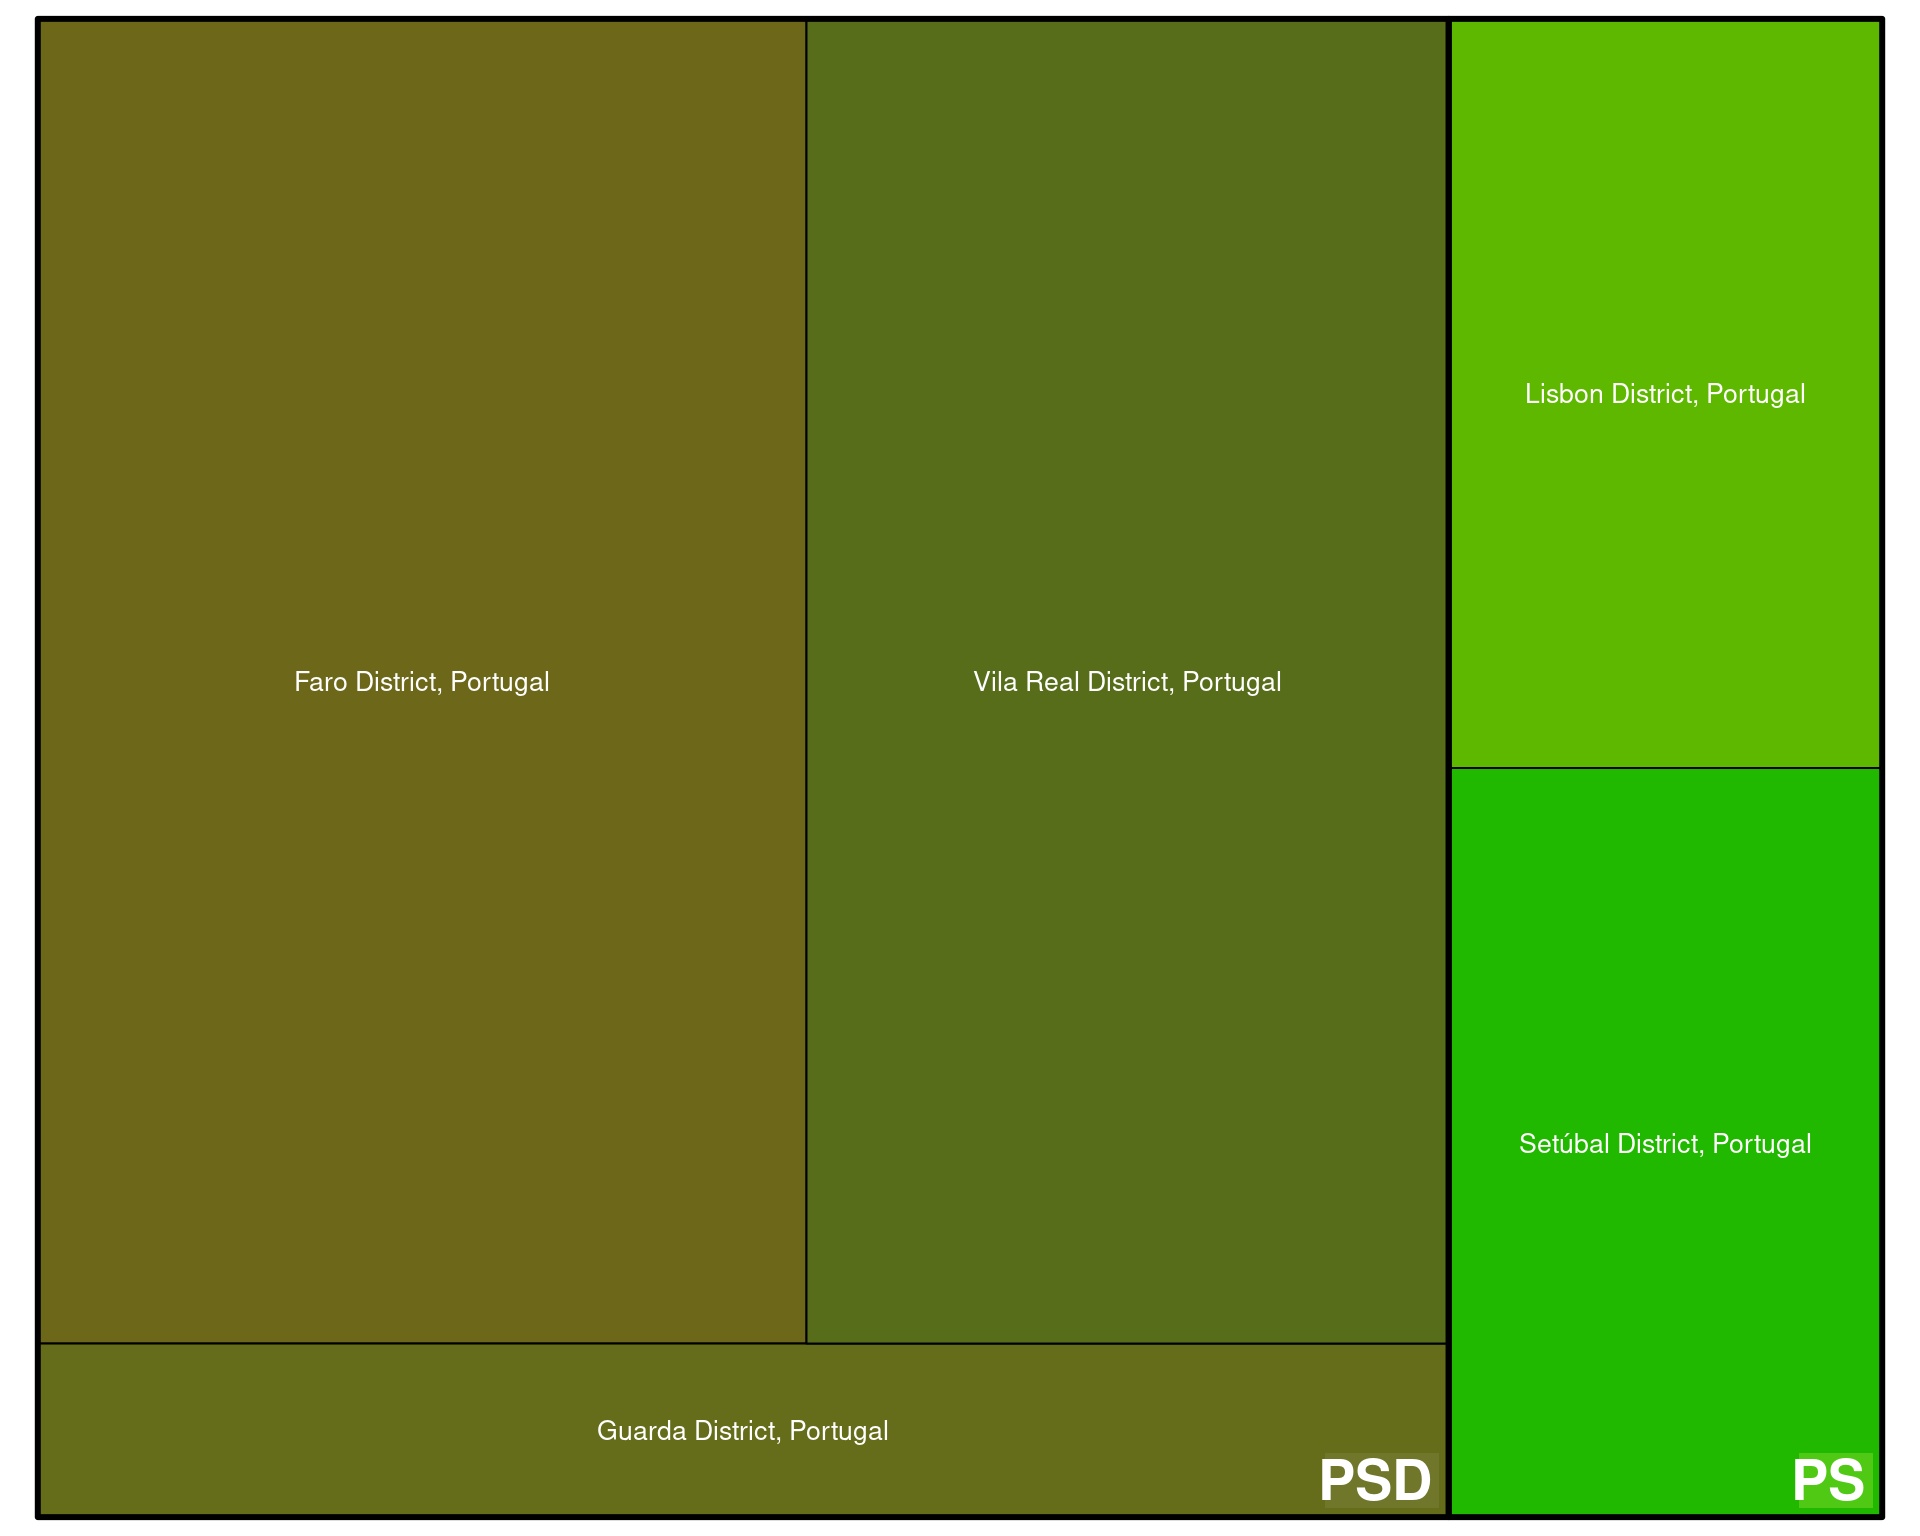 Lisbon District, Portugal
Faro District, Portugal
Vila Real District, Portugal
Setúbal District, Portugal
Guarda District, Portugal
PSD
PS